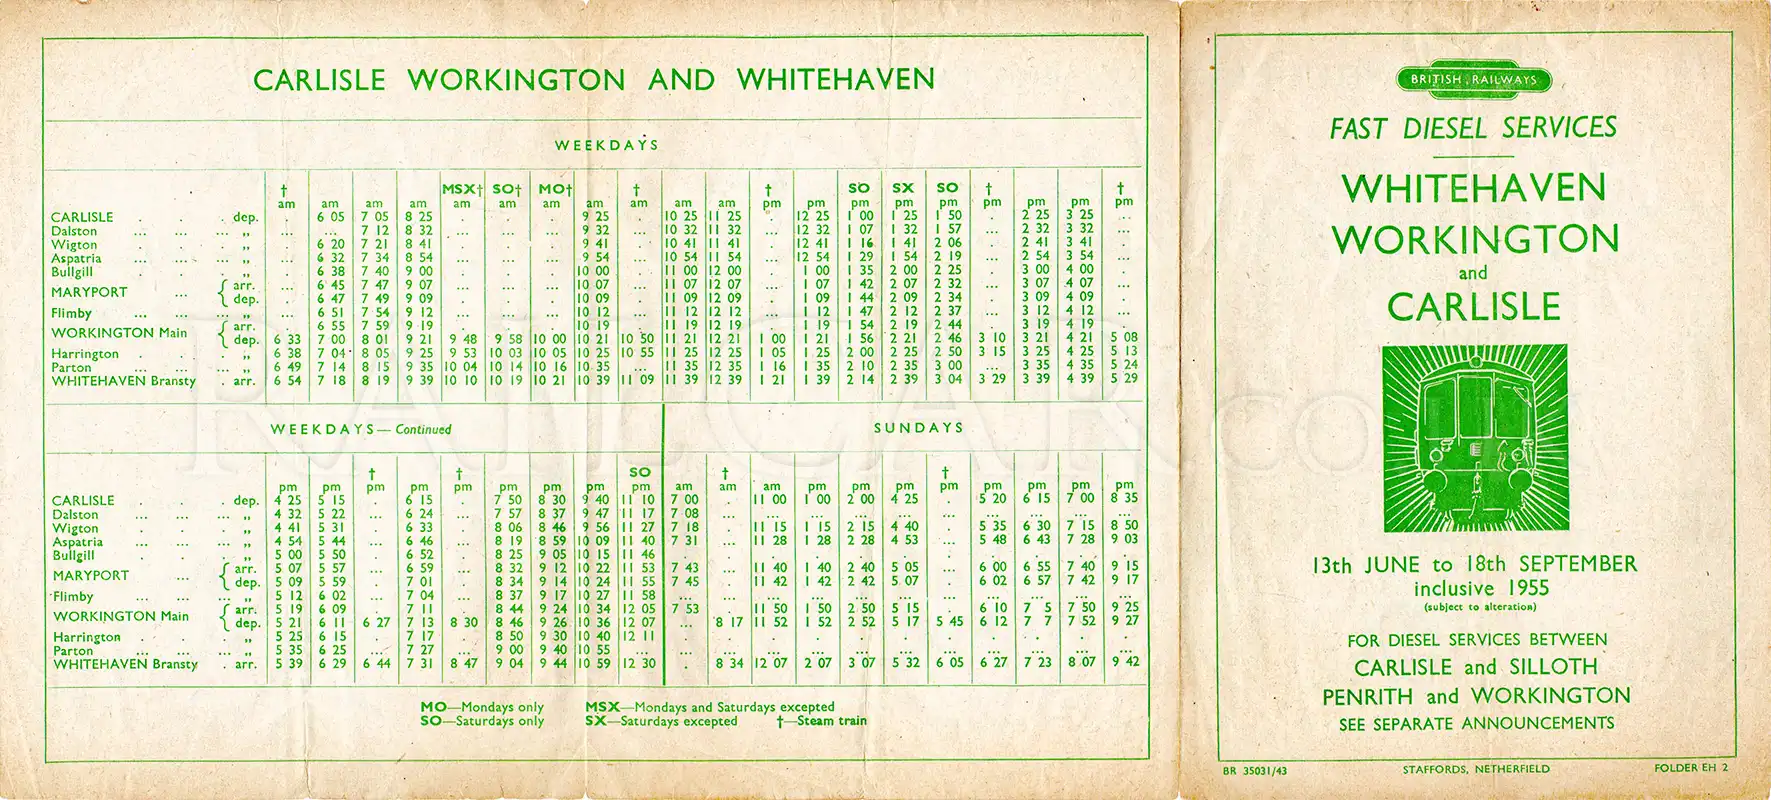 CARLISLE WORKINGTON AND WHITEHAVEN
WEEKDAYS
† MSX† SO† MO† † † SO SX SO † †
am am am am am am am am am am am pm pm pm pm pm pm pm pm pm
CARLISLE . . . dep. . 6 05 7 05 8 25 . . . 9 25 . 10 25 11 25 . 12 25 1 00 1 25 1 50 . 2 25 3 25 ...
Dalston ... ... ... „ ... ... 7 12 8 32 ... ... ... 9 32 ... 10 32 11 32 ... 12 32 1 07 1 32 1 57 ... 2 32 3 32 ...
Wigton . . . „ . 6 20 7 21 8 41 . . . 9 41 . 10 41 11 41 . 12 41 1 16 1 41 2 06 . 2 41 3 41 .
Aspatria ... ... ... „ ... 6 32 7 34 8 54 ... ... ... 9 54 ... 10 54 11 54 ... 12 54 1 29 1 54 2 19 ... 2 54 3 54 ...
Bullgill . . . „ . 6 38 7 40 9 00 . . . 10 00 . 11 00 12 00 . 1 00 1 35 2 00 2 25 . 3 00 4 00 .
MARYPORT ... { arr. ... 6 45 7 47 9 07 ... ... ... 10 07 ... 11 07 12 07 ... 1 07 1 42 2 07 2 32 ... 3 07 4 07 ...
dep. . 6 47 7 49 9 09 . . . 10 09 . 11 09 12 09 . 1 09 1 44 2 09 2 34 . 3 09 4 09 .
Flimby ... ... ... „ ... 6 51 7 54 9 12 ... ... ... 10 12 ... 11 12 12 12 ... 1 12 1 47 2 12 2 37 ... 3 12 4 12 ...
WORKINGTON Main { arr. . 6 55 7 59 9 19 . . . 10 19 . 11 19 12 19 . 1 19 1 54 2 19 2 44 . 3 19 4 19 .
dep. 6 33 7 00 8 01 9 21 9 48 9 58 10 00 10 21 10 50 11 21 12 21 1 00 1 21 1 56 2 21 2 46 3 10 3 21 4 21 5 08
Harrington . . . „ 6 38 7 04 8 05 9 25 9 53 10 03 10 05 10 25 10 55 11 25 12 25 1 05 1 25 2 00 2 25 2 50 3 15 3 25 4 25 5 13
Parton ... ... ... „ 6 49 7 14 8 15 9 35 10 04 10 14 10 16 10 35 ... 11 35 12 35 1 16 1 35 2 10 2 35 3 00 ... 3 35 4 35 5 24
WHITEHAVEN Bransty . arr. 6 54 7 18 8 19 9 39 10 10 10 19 10 21 10 39 11 09 11 39 12 39 1 21 1 39 2 14 2 39 3 04 3 29 3 39 4 39 5 29
WEEKDAYS—Continued SUNDAYS
† † SO † †
pm pm pm pm pm pm pm pm pm am am am pm pm pm pm pm pm pm pm
CARLISLE . . . dep. 4 25 5 15 . 6 15 . 7 50 8 30 9 40 11 10 7 00 . 11 00 1 00 2 00 4 25 . 5 20 6 15 7 00 8 35
Dalston ... ... ... „ 4 32 5 22 ... 6 24 ... 7 57 8 37 9 47 11 17 7 08 ... ... ... ... ... ... ... ... ... ...
Wigton . . . „ 4 41 5 31 . 6 33 . 8 06 8 46 9 56 11 27 7 18 . 11 15 1 15 2 15 4 40 . 5 35 6 30 7 15 8 50
Aspatria ... ... ... „ 4 54 5 44 ... 6 46 ... 8 19 8 59 10 09 11 40 7 31 ... 11 28 1 28 2 28 4 53 ... 5 48 6 43 7 28 9 03
Bullgill . . . „ 5 00 5 50 . 6 52 . 8 25 9 05 10 15 11 46 . . . . . . . . . . .
MARYPORT ... { arr. 5 07 5 57 ... 6 59 ... 8 32 9 12 10 22 11 53 7 43 ... 11 40 1 40 2 40 5 05 ... 6 00 6 55 7 40 9 15
dep. 5 09 5 59 . 7 01 . 8 34 9 14 10 24 11 55 7 45 . 11 42 1 42 2 42 5 07 . 6 02 6 57 7 42 9 17
Flimby ... ... ... „ 5 12 6 02 ... 7 04 ... 8 37 9 17 10 27 11 58 ... ... ... ... ... ... ... ... ... ... ...
WORKINGTON Main { arr. 5 19 6 09 . 7 11 . 8 44 9 24 10 34 12 05 7 53 . 11 50 1 50 2 50 5 15 . 6 10 7 5 7 50 9 25
dep. 5 21 6 11 6 27 7 13 8 30 8 46 9 26 10 36 12 07 ... 8 17 11 52 1 52 2 52 5 17 5 45 6 12 7 7 7 52 9 27
Harrington . . . „ 5 25 6 15 . 7 17 . 8 50 9 30 10 40 12 11 . . . . . . . . . . .
Parton ... ... ... „ 5 35 6 25 ... 7 27 ... 9 00 9 40 10 55 ... ... ... ... ... ... ... ... ... ... ... ...
WHITEHAVEN Bransty . arr. 5 39 6 29 6 44 7 31 8 47 9 04 9 44 10 59 12 30 . 8 34 12 07 2 07 3 07 5 32 6 05 6 27 7 23 8 07 9 42
MO—Mondays only MSX—Mondays and Saturdays excepted
SO—Saturdays only SX—Saturdays excepted †—Steam train
BRITISH RAILWAYS
FAST DIESEL SERVICES
WHITEHAVEN
WORKINGTON
and
CARLISLE
13th JUNE to 18th SEPTEMBER
inclusive 1955
(subject to alteration)
FOR DIESEL SERVICES BETWEEN
CARLISLE and SILLOTH
PENRITH and WORKINGTON
SEE SEPARATE ANNOUNCEMENTS
BR 35031/43 STAFFORDS, NETHERFIELD FOLDER EH 2
RAILCAR.co.uk